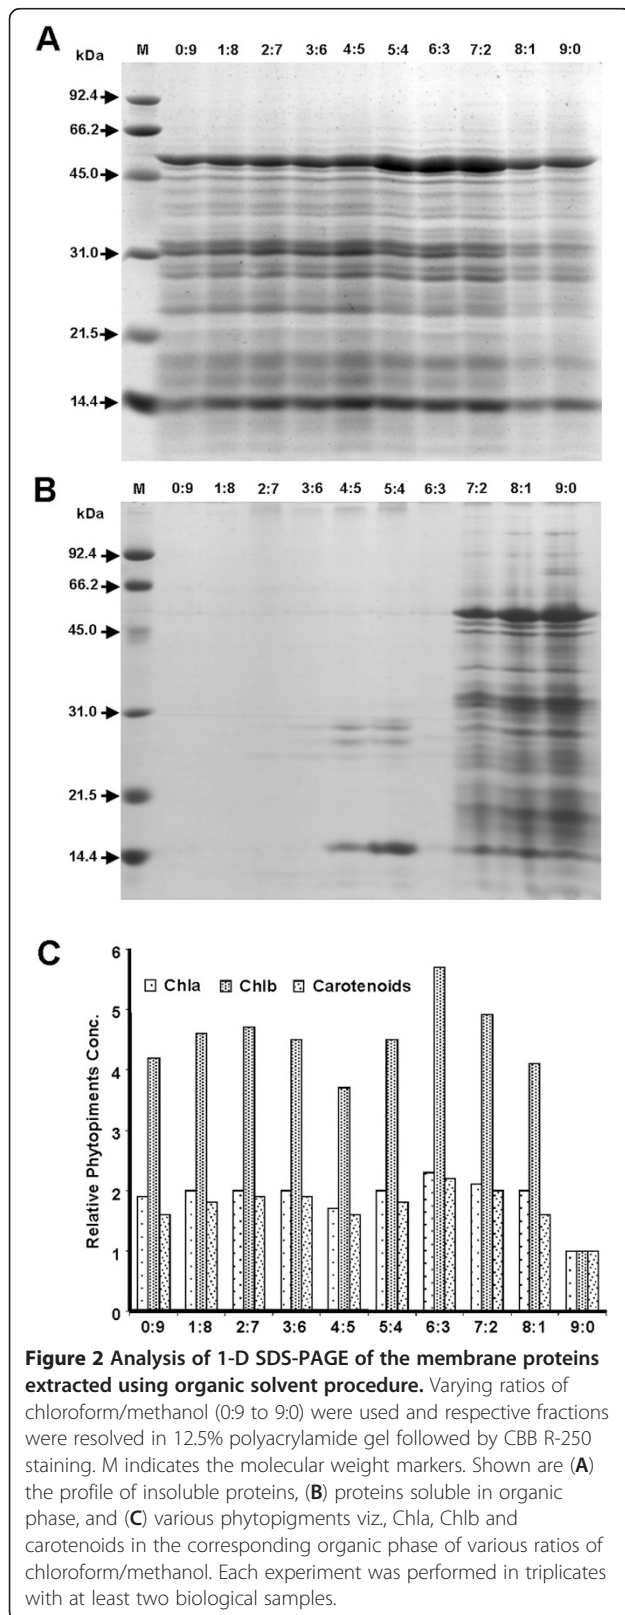 A
kDa
M 0:9 1:8 2:7 3:6 4:5 5:4 6:3 7:2 8:1 9:0
92.4
66.2
45.0
31.0
21.5
14.4
B
M 0:9 1:8 2:7 3:6 4:5 5:4 6:3 7:2 8:1 9:0
kDa
92.4
66.2
45.0
31.0
21.5
14.4
C
Relative Phytopiments Conc.
6
5
4
3
2
1
0
Chla Chlb Carotenoids
0:9 1:8 2:7 3:6 4:5 5:4 6:3 7:2 8:1 9:0
Figure 2 Analysis of 1-D SDS-PAGE of the membrane proteins
extracted using organic solvent procedure. Varying ratios of
chloroform/methanol (0:9 to 9:0) were used and respective fractions
were resolved in 12.5% polyacrylamide gel followed by CBB R-250
staining. M indicates the molecular weight markers. Shown are (A)
the profile of insoluble proteins, (B) proteins soluble in organic
phase, and (C) various phytopigments viz., Chla, Chlb and
carotenoids in the corresponding organic phase of various ratios of
chloroform/methanol. Each experiment was performed in triplicates
with at least two biological samples.